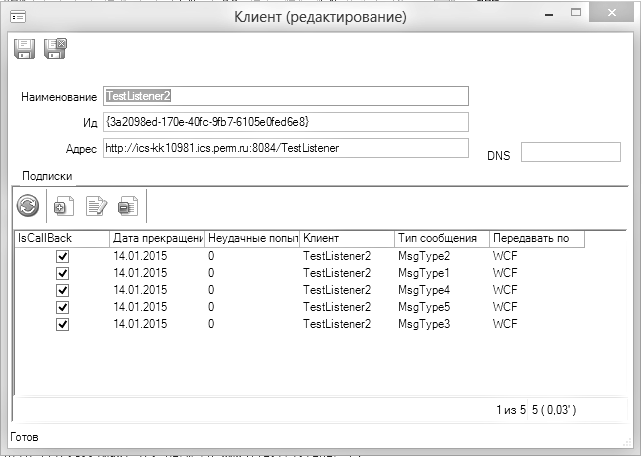 Клиент (редактирование)
Наименование TestListener2
Ид {3a2098ed-170e-40fc-9fb7-6105e0fed6e8}
Адрес http://ics-kk10981.ics.perm.ru:8084/TestListener
DNS
Подписки
IsCallBack Дата прекращени Неудачные попыт Клиент Тип сообщения Передавать по
14.01.2015 0 TestListener2 MsgType2 WCF
14.01.2015 0 TestListener2 MsgType1 WCF
14.01.2015 0 TestListener2 MsgType4 WCF
14.01.2015 0 TestListener2 MsgType5 WCF
14.01.2015 0 TestListener2 MsgType3 WCF
1 из 5 5 ( 0,03' )
Готов